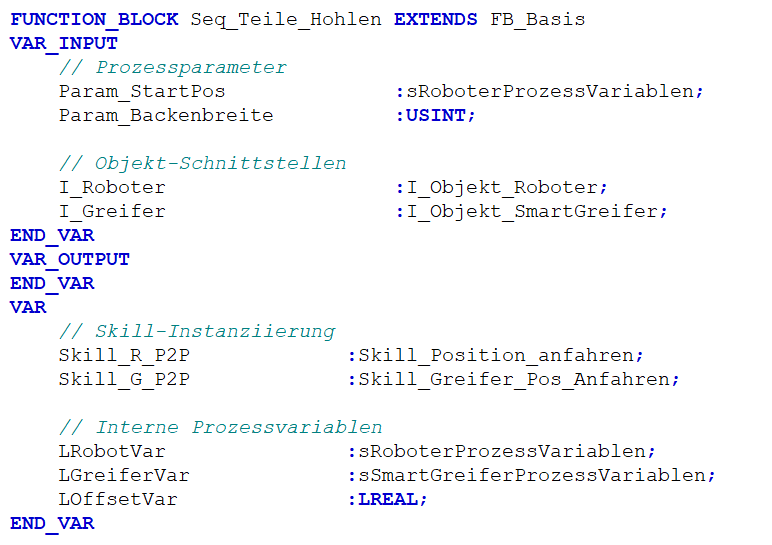 FUNCTION_BLOCK Seq_Teile_Hohlen EXTENDS FB_Basis
VAR_INPUT
// Prozessparameter
Param_StartPos :sRoboterProzessVariablen;
Param_Backenbreite :USINT;
// Objekt-Schnittstellen
I_Roboter :I_Objekt_Roboter;
I_Greifer :I_Objekt_SmartGreifer;
END_VAR
VAR_OUTPUT
END_VAR
VAR
// Skill-Instanziierung
Skill_R_P2P :Skill_Position_anfahren;
Skill_G_P2P :Skill_Greifer_Pos_Anfahren;
// Interne Prozessvariablen
LRobotVar :sRoboterProzessVariablen;
LGreiferVar :sSmartGreiferProzessVariablen;
LOffsetVar :LREAL;
END_VAR